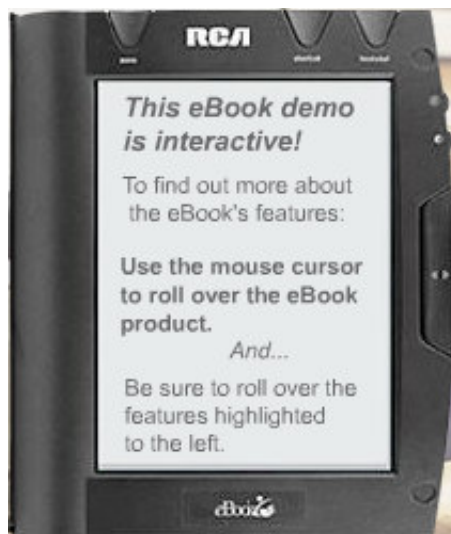 RCA
This eBook demo
is interactive!
To find out more about
the eBook's features:
Use the mouse cursor
to roll over the eBook
product.
And...
Be sure to roll over the
features highlighted
to the left.
eBook